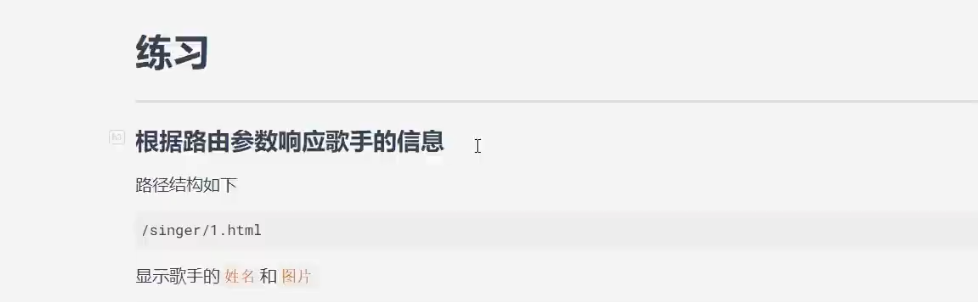 练习
根据路由参数响应歌手的信息
路径结构如下
/singer/1.html
显示歌手的 姓名 和 图片